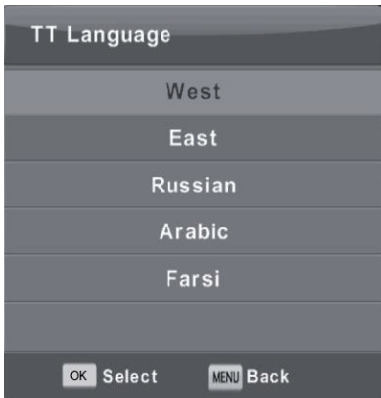 TT Language
West
East
Russian
Arabic
Farsi
OK Select MENU Back